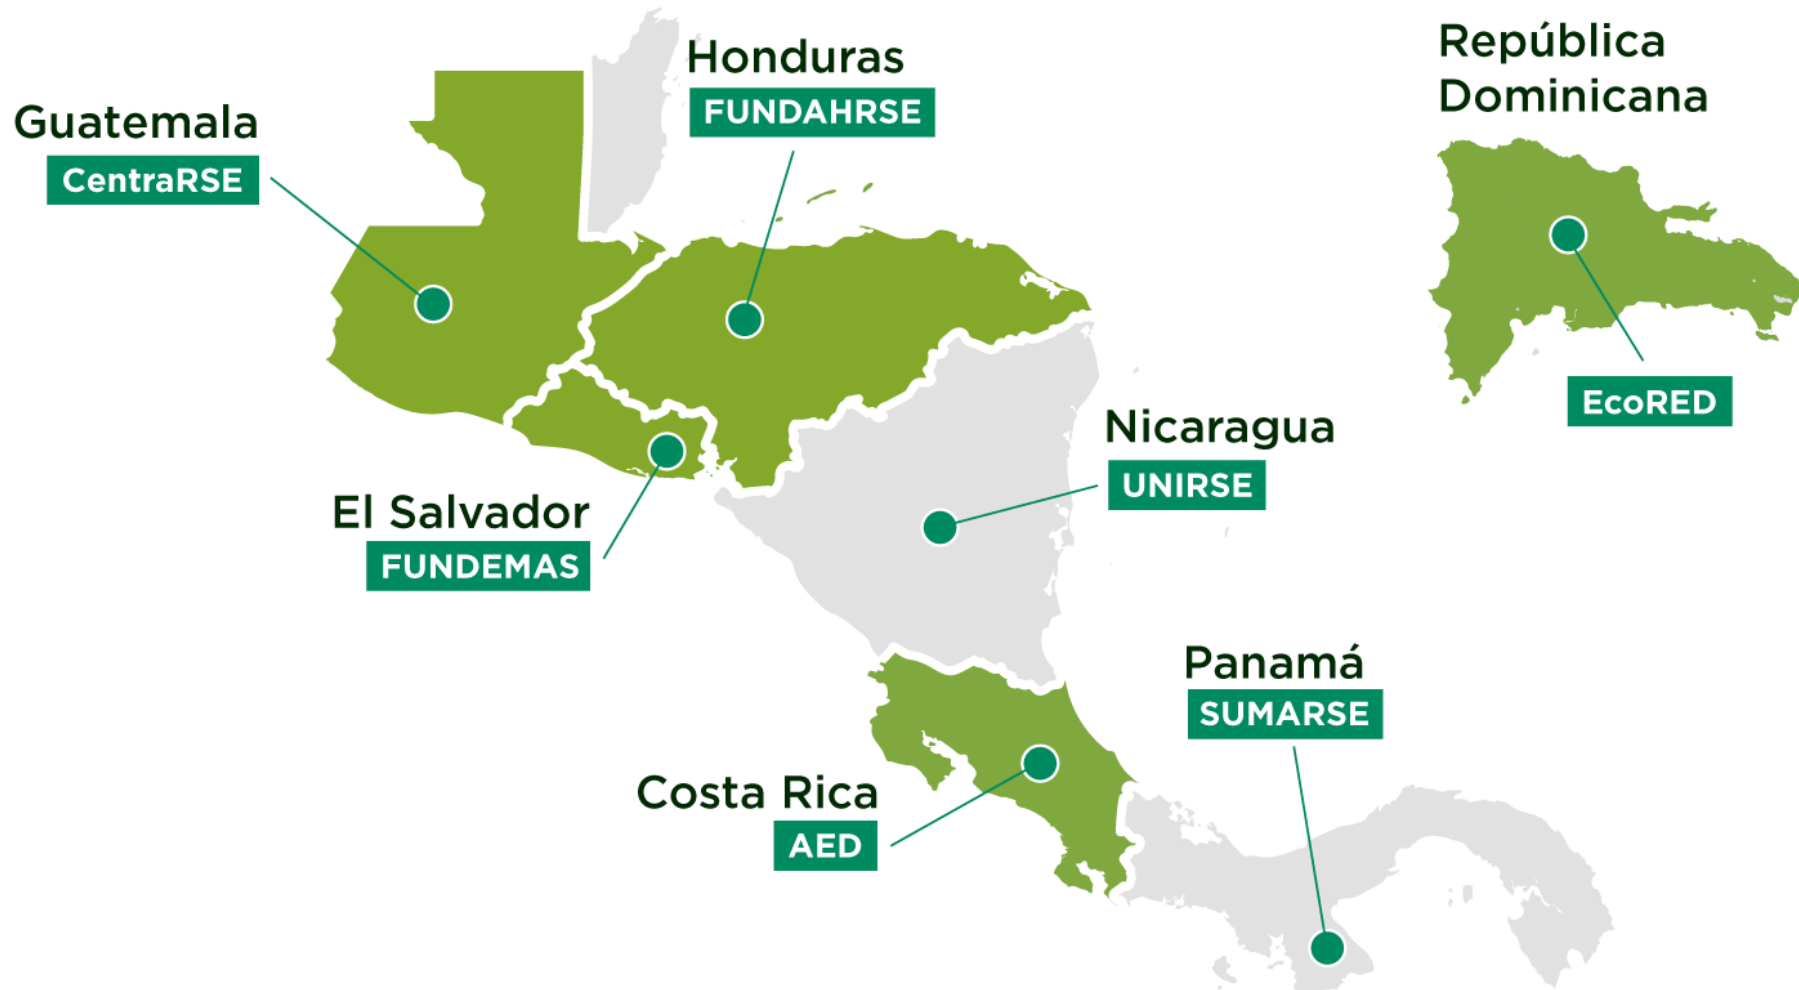 Honduras
FUNDAHRSE
República
Dominicana
EcoRED
Guatemala
CentraRSE
Nicaragua
UNIRSE
El Salvador
FUNDEMAS
Panamá
SUMARSE
Costa Rica
AED